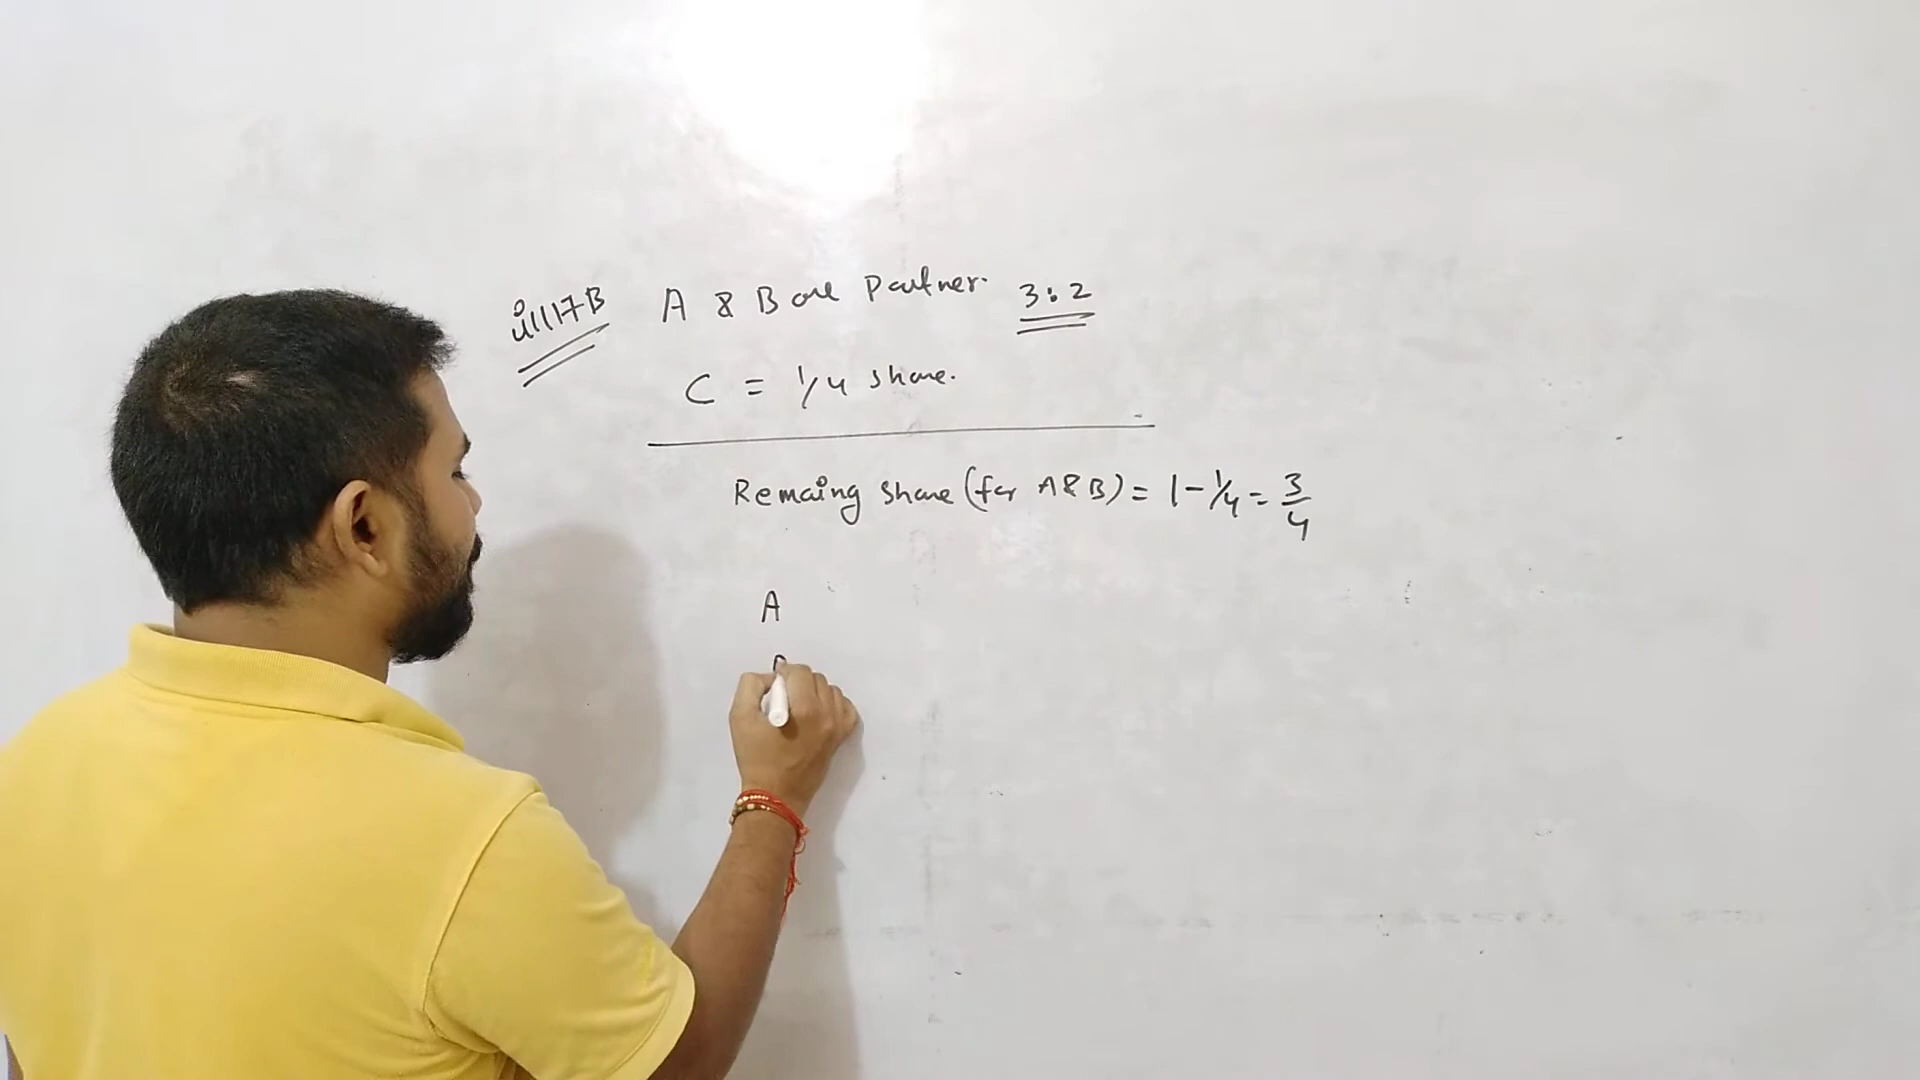 A & B are Partner. 3:2
C = 1/4 share.
Remaing share (for A&B) = 1 - 1/4 = 3/4
A